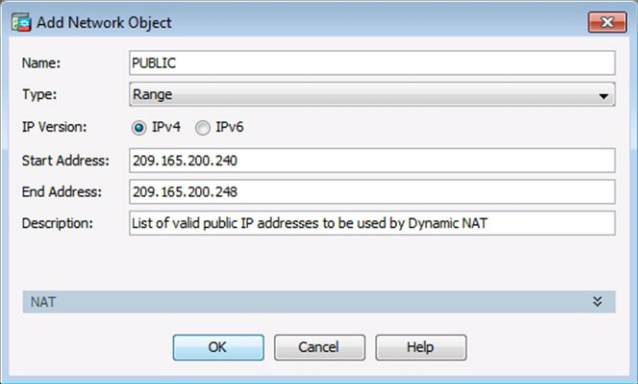 Add Network Object
Name: PUBLIC
Type: Range
IP Version: IPv4 IPv6
Start Address: 209.165.200.240
End Address: 209.165.200.248
Description: List of valid public IP addresses to be used by Dynamic NAT
NAT
OK Cancel Help